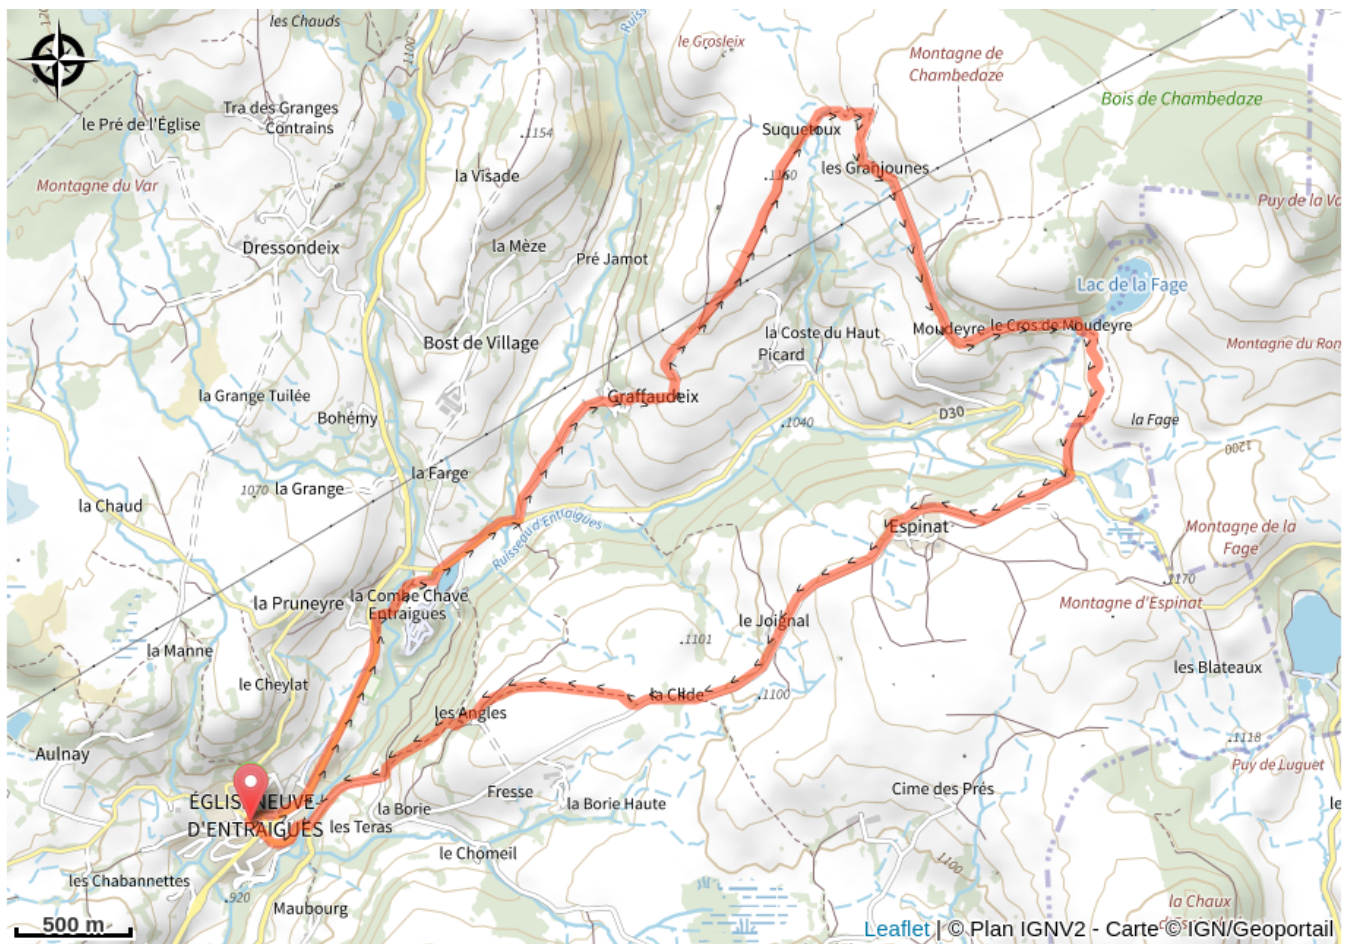 les Chauds
1100
Ruiss
le Grosleix
Montagne de
Chambedaze
Bois de Chambedaze
Tra des Granges
Contrains
le Pré de l'Église
.1154
Suquetoux
les Granjounes
.1160
la Visade
Montagne du Var
Puy de la Va
Dressondeix
la Mèze
Pré Jamot
Lac de la Fage
la Coste du Haut
Moudeyre
le Cros de Moudeyre
Bost de Village
Picard
Montagne du Ron
la Grange Tuilée
Graffaudeix
Bohémy
D30
.1040
la Fage
1200
la Farge
1070
la Grange
la Chaud
Ruisseau d'Entraigues
Espinat
Montagne de la
Fage
.1170
la Pruneyre
la Combe Chave
Entraigues
Montagne d'Espinat
le Joignal
.1101
la Manne
les Blateaux
le Cheylat
la Clide
.1100
les Angles
.1118
Aulnay
Puy de Luguet
ÉGLISENEUVE-
D'ENTRAIGUES
Fresse
Cime des Prés
la Borie
la Borie Haute
les Teras
le Chomeil
1100
les Chabannettes
.920
Maubourg
la Chaux
500 m
Leaflet | © Plan IGNV2 - Carte © IGN/Geoportail